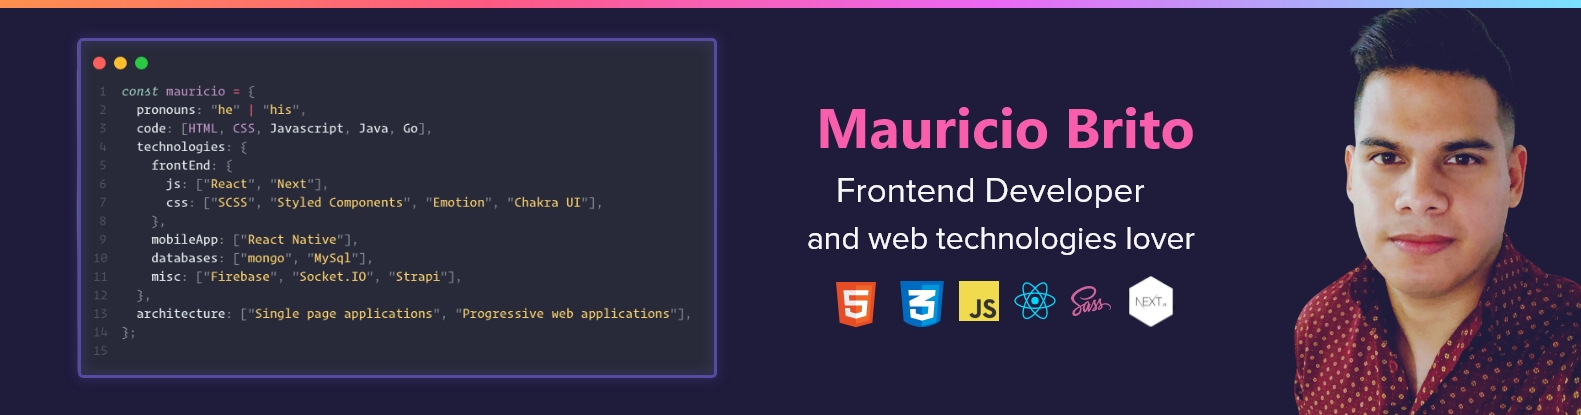 1 const mauricio = {
2 pronouns: "he" | "his",
3 code: [HTML, CSS, Javascript, Java, Go],
4 technologies: {
5 frontEnd: {
6 js: ["React", "Next"],
7 css: ["SCSS", "Styled Components", "Emotion", "Chakra UI"],
8 },
9 mobileApp: ["React Native"],
10 databases: ["mongo", "MySql"],
11 misc: ["Firebase", "Socket.IO", "Strapi"],
12 },
13 architecture: ["Single page applications", "Progressive web applications"],
14 };
15
Mauricio Brito
Frontend Developer
and web technologies lover
5 3 JS Sass NEXT.js